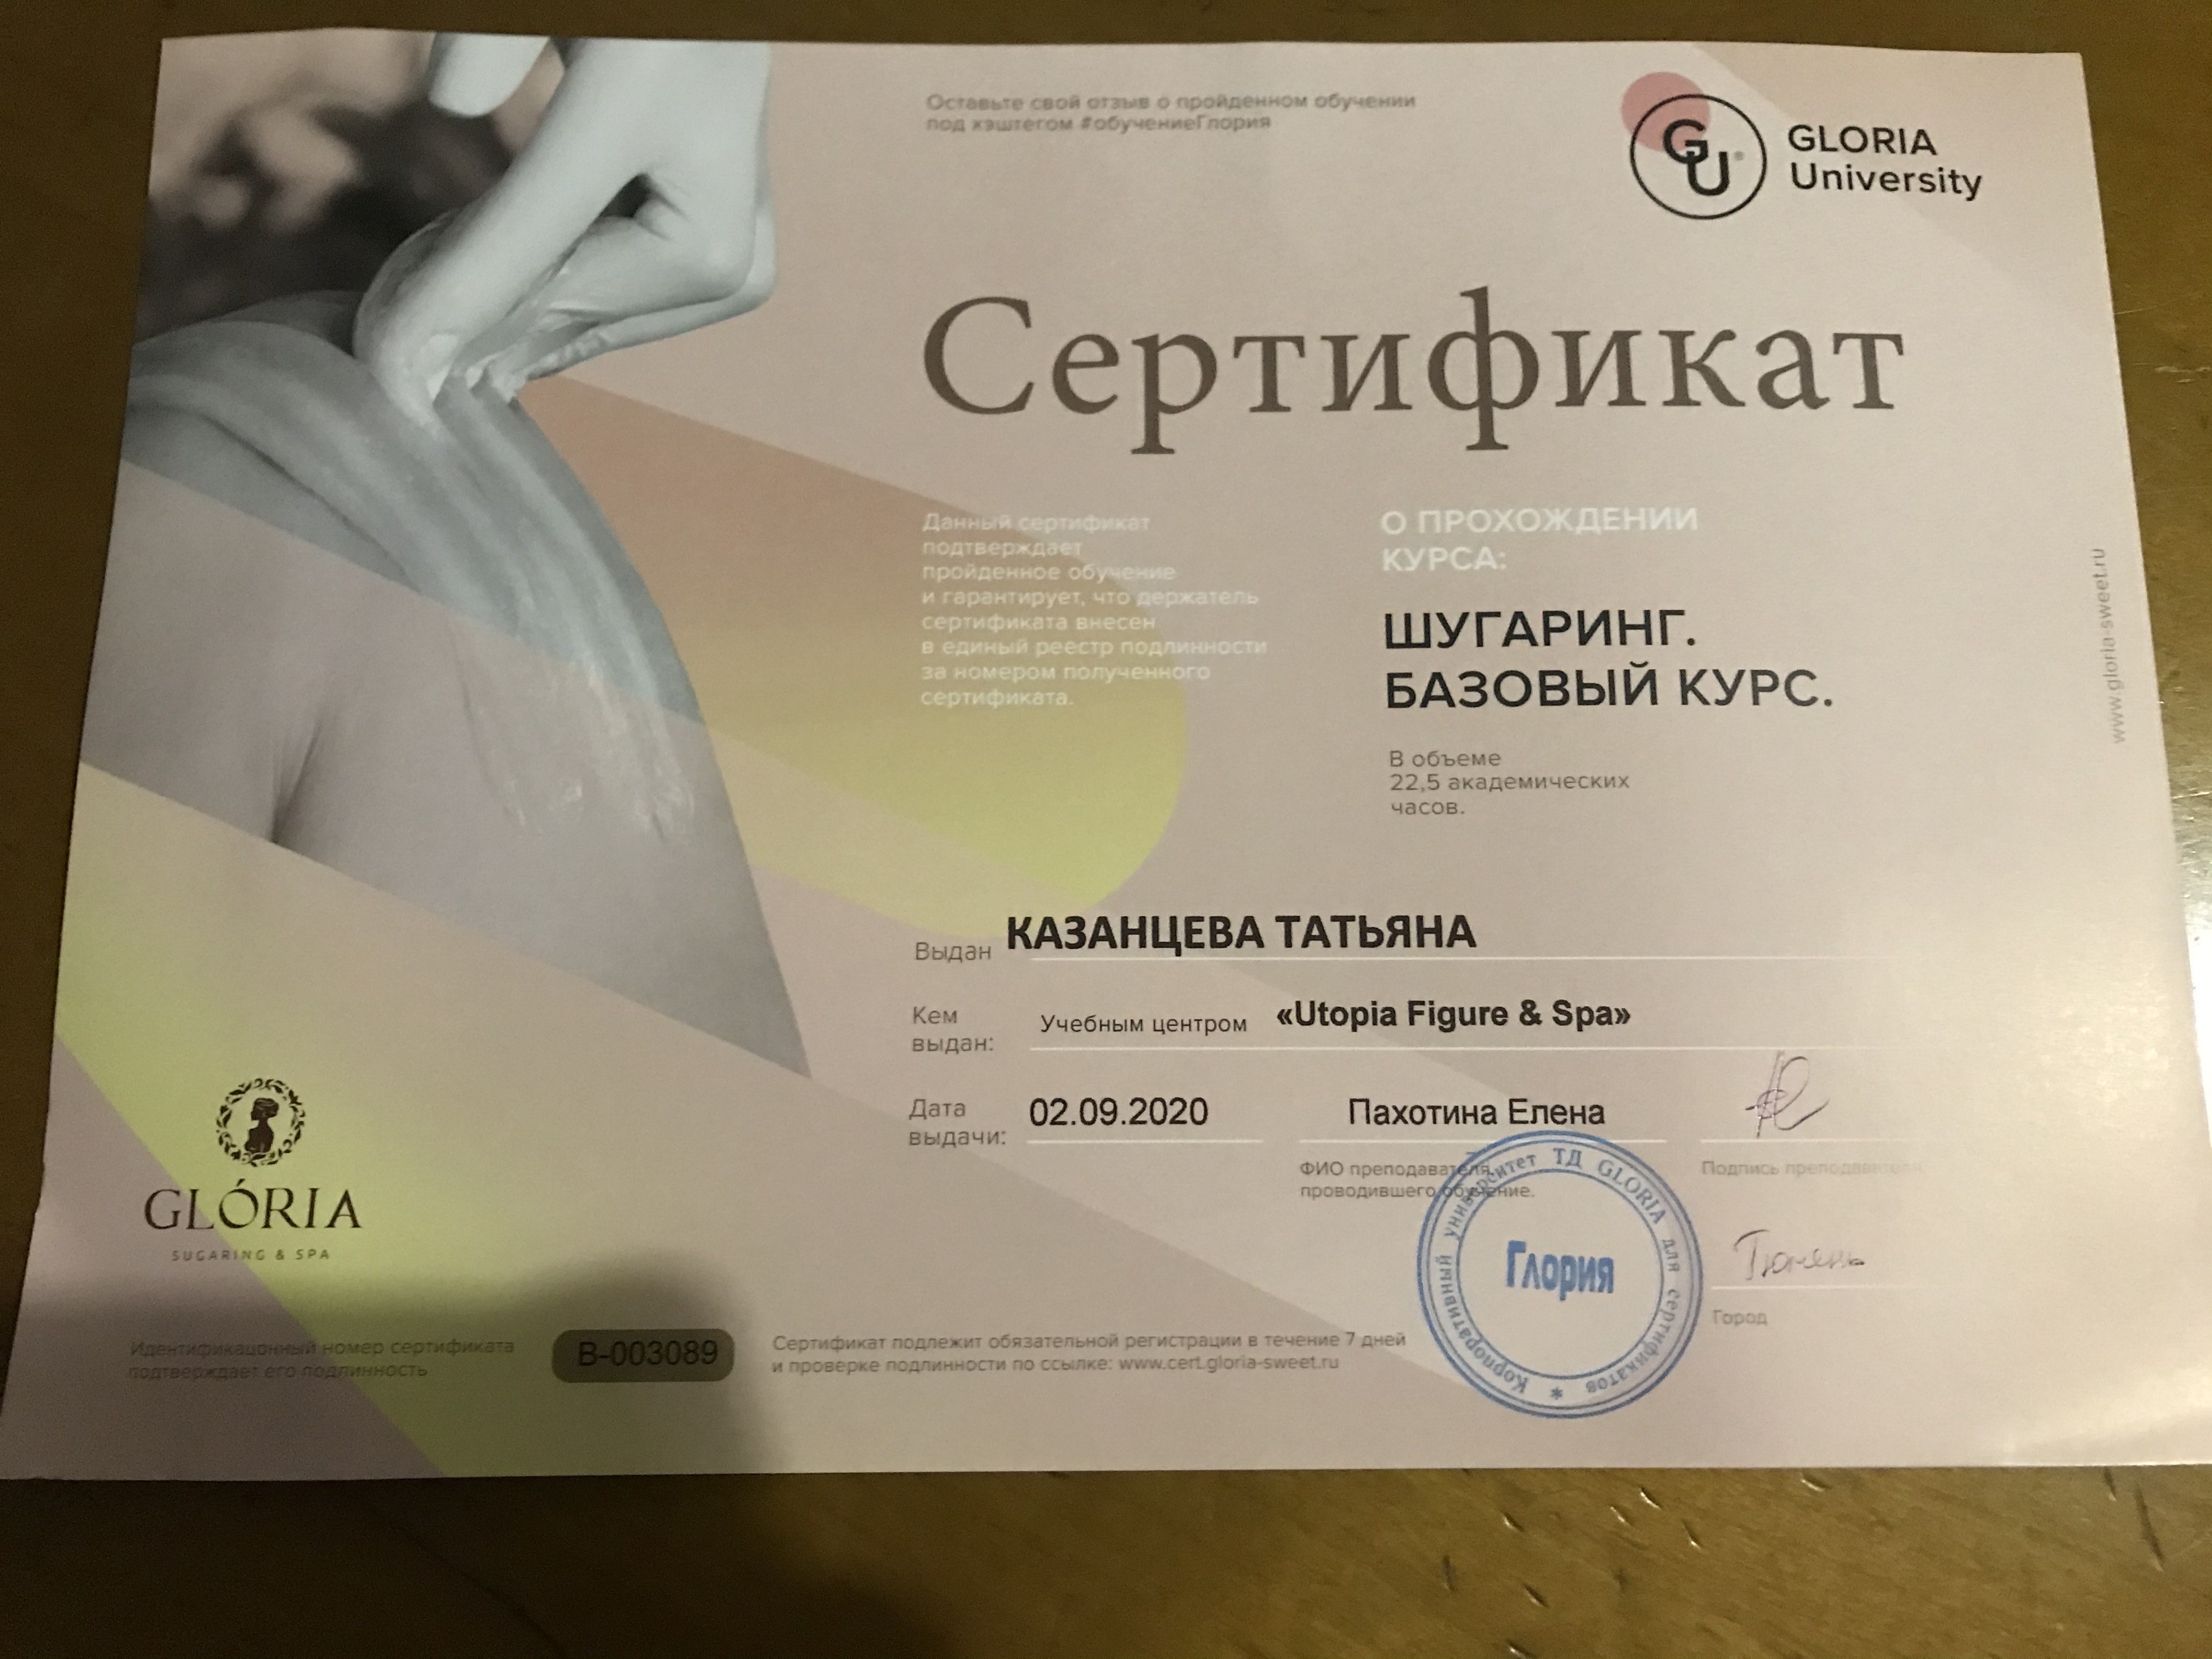 Оставьте свой отзыв о пройденном обучении
под хэштегом #обучениеГлория
GU®
GLORIA
University
Сертификат
Данный сертификат
подтверждает
пройденное обучение
и гарантирует, что держатель
сертификата внесен
в единый реестр подлинности
за номером полученного
сертификата.
О ПРОХОЖДЕНИИ
КУРСА:
ШУГАРИНГ.
БАЗОВЫЙ КУРС.
В объеме
22,5 академических
часов.
www.gloria-sweet.ru
Выдан КАЗАНЦЕВА ТАТЬЯНА
Кем
выдан: Учебным центром «Utopia Figure & Spa»
Дата
выдачи: 02.09.2020 Пахотина Елена
ФИО преподавателя,
проводившего обучение.
Подпись преподавателя
Тюмень
Город
Корпоративный университет ТД GLORIA для сертификатов *
Глория
GLÓRIA
SUGARING & SPA
Идентификационный номер сертификата
подтверждает его подлинность
B-003089
Сертификат подлежит обязательной регистрации в течение 7 дней
и проверке подлинности по ссылке: www.cert.gloria-sweet.ru